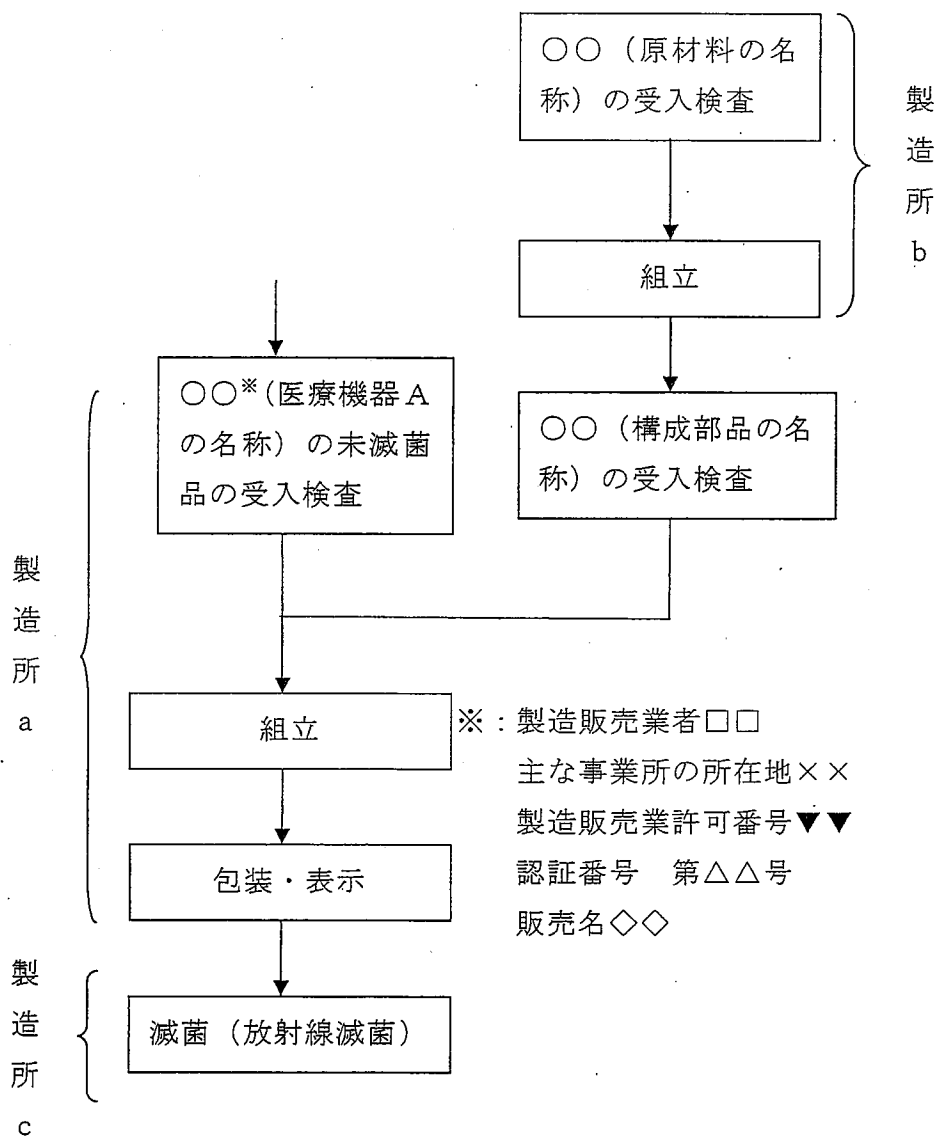 ○○（原材料の名
称）の受入検査
製造所b
組立
○○※(医療機器A
の名称）の未滅菌
品の受入検査
○○（構成部品の名
称）の受入検査
製造所a
組立
※：製造販売業者□□
主な事業所の所在地××
製造販売業許可番号▼▼
認証番号　第△△号
販売名◇◇
包装・表示
製造所c
滅菌（放射線滅菌）